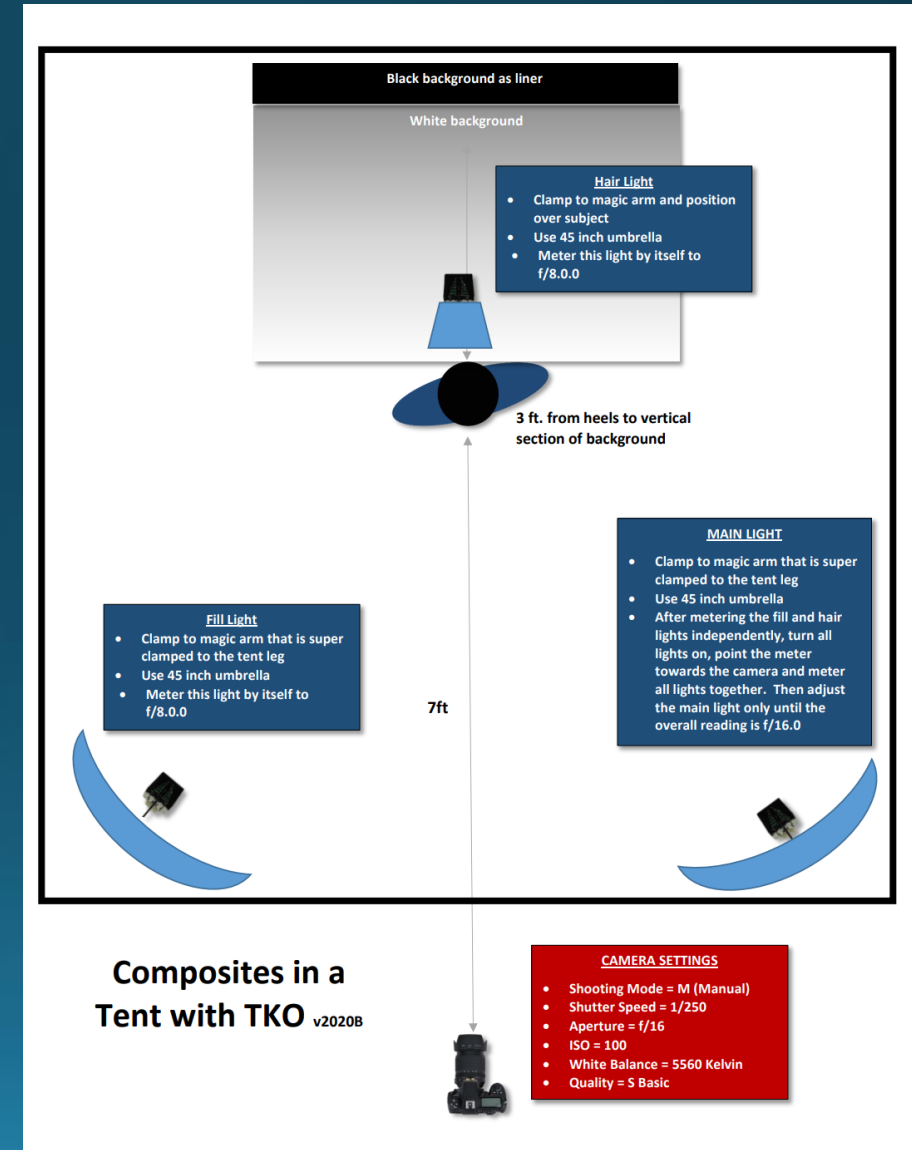 Black background as liner
White background
Hair Light
• Clamp to magic arm and position
over subject
• Use 45 inch umbrella
• Meter this light by itself to
f/8.0.0
3 ft. from heels to vertical
section of background
MAIN LIGHT
• Clamp to magic arm that is super
clamped to the tent leg
• Use 45 inch umbrella
• After metering the fill and hair
lights independently, turn all
lights on, point the meter
towards the camera and meter
all lights together. Then adjust
the main light only until the
overall reading is f/16.0
Fill Light
• Clamp to magic arm that is super
clamped to the tent leg
• Use 45 inch umbrella
• Meter this light by itself to
f/8.0.0
7ft
Composites in a
Tent with TKO v2020B
CAMERA SETTINGS
• Shooting Mode = M (Manual)
• Shutter Speed = 1/250
• Aperture = f/16
• ISO = 100
• White Balance = 5560 Kelvin
• Quality = S Basic